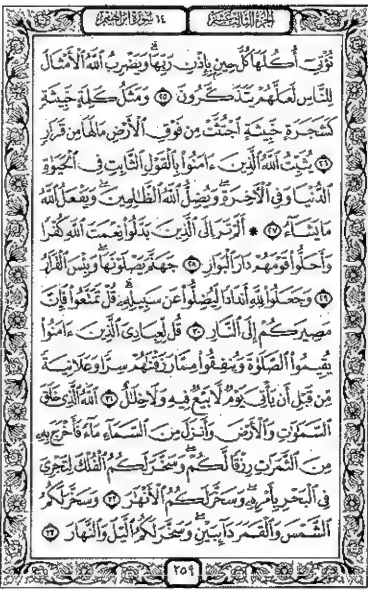 الجزء الثالث عشر ١٤ سورة إبراهيم
تُؤْتِىٓ أُكُلَهَا كُلَّ حِينٍۭ بِإِذْنِ رَبِّهَاۗ وَيَضْرِبُ ٱللَّهُ ٱلْأَمْثَالَ
لِلنَّاسِ لَعَلَّهُمْ يَتَذَكَّرُونَ ٢٥ وَمَثَلُ كَلِمَةٍ خَبِيثَةٍ
كَشَجَرَةٍ خَبِيثَةٍ ٱجْتُثَّتْ مِن فَوْقِ ٱلْأَرْضِ مَا لَهَا مِن قَرَارٍ
٢٦ يُثَبِّتُ ٱللَّهُ ٱلَّذِينَ ءَامَنُوا۟ بِٱلْقَوْلِ ٱلثَّابِتِ فِى ٱلْحَيَوٰةِ
ٱلدُّنْيَا وَفِى ٱلْءَاخِرَةِۖ وَيُضِلُّ ٱللَّهُ ٱلظَّٰلِمِينَۚ وَيَفْعَلُ ٱللَّهُ
مَا يَشَآءُ ٢٧ * أَلَمْ تَرَ إِلَى ٱلَّذِينَ بَدَّلُوا۟ نِعْمَتَ ٱللَّهِ كُفْرًا
وَأَحَلُّوا۟ قَوْمَهُمْ دَارَ ٱلْبَوَارِ ٢٨ جَهَنَّمَ يَصْلَوْنَهَاۖ وَبِئْسَ ٱلْقَرَارُ
٢٩ وَجَعَلُوا۟ لِلَّهِ أَندَادًا لِّيُضِلُّوا۟ عَن سَبِيلِهِۦۗ قُلْ تَمَتَّعُوا۟ فَإِنَّ
مَصِيرَكُمْ إِلَى ٱلنَّارِ ٣٠ قُل لِّعِبَادِىَ ٱلَّذِينَ ءَامَنُوا۟
يُقِيمُوا۟ ٱلصَّلَوٰةَ وَيُنفِقُوا۟ مِمَّا رَزَقْنَٰهُمْ سِرًّا وَعَلَانِيَةً
مِّن قَبْلِ أَن يَأْتِىَ يَوْمٌ لَّا بَيْعٌ فِيهِ وَلَا خِلَٰلٌ ٣١ ٱللَّهُ ٱلَّذِى خَلَقَ
ٱلسَّمَٰوَٰتِ وَٱلْأَرْضَ وَأَنزَلَ مِنَ ٱلسَّمَآءِ مَآءً فَأَخْرَجَ بِهِۦ
مِنَ ٱلثَّمَرَٰتِ رِزْقًا لَّكُمْۖ وَسَخَّرَ لَكُمُ ٱلْفُلْكَ لِتَجْرِىَ
فِى ٱلْبَحْرِ بِأَمْرِهِۦۖ وَسَخَّرَ لَكُمُ ٱلْأَنْهَٰرَ ٣٢ وَسَخَّرَ لَكُمُ
ٱلشَّمْسَ وَٱلْقَمَرَ دَآئِبَيْنِۖ وَسَخَّرَ لَكُمُ ٱلَّيْلَ وَٱلنَّهَارَ ٣٣
٢٥٩